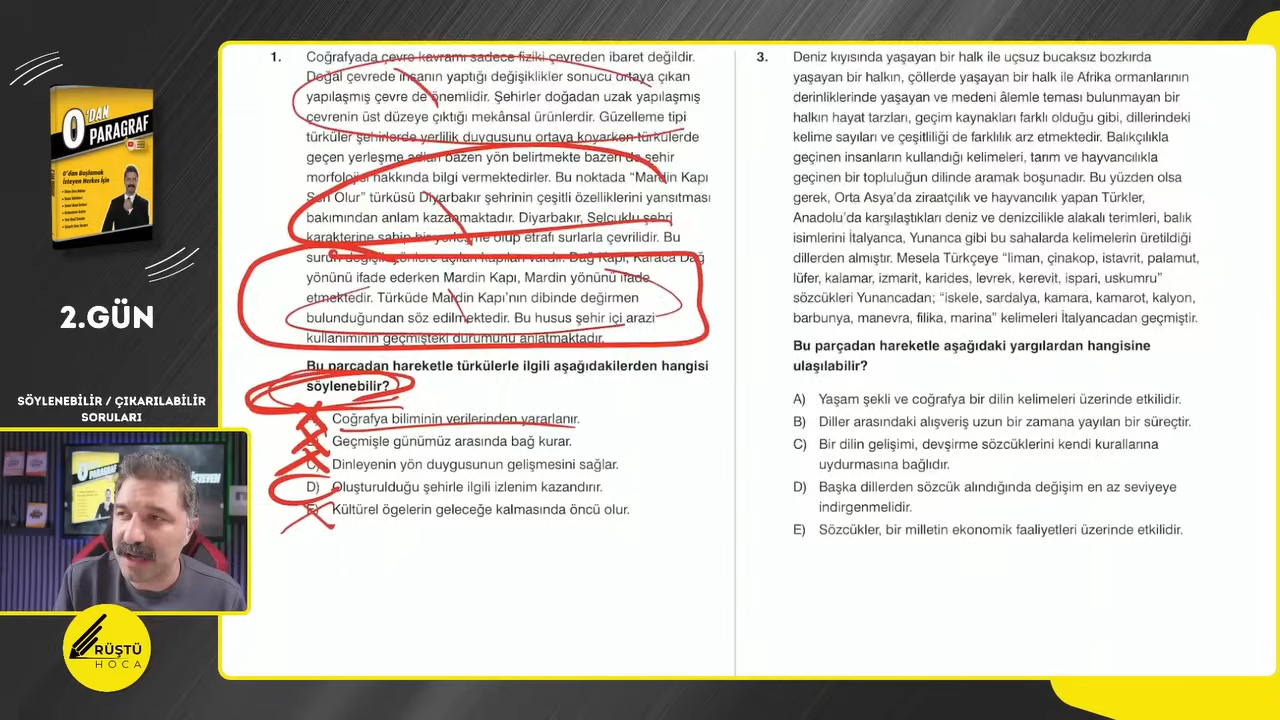 O'DAN
PARAGRAF
O'dan Başlamak
İsteyen Herkes İçin
2.GÜN
SÖYLENEBİLİR / ÇIKARILABİLİR
SORULARI
PARAGRAF
İSTEYEN
RÜŞTÜ
HOCA
1. Coğrafyada çevre kavramı sadece fiziki çevreden ibaret değildir.
Doğal çevrede insanın yaptığı değişiklikler sonucu ortaya çıkan
yapılaşmış çevre de önemlidir. Şehirler doğadan uzak yapılaşmış
çevrenin üst düzeye çıktığı mekânsal ürünlerdir. Güzelleme tipi
türküler şehirlerde yerlilik duygusunu ortaya koyarken türkülerde
geçen yerleşme adları bazen yön belirtmekte bazen de şehir
morfolojisi hakkında bilgi vermektedirler. Bu noktada “Mardin Kapı
Şen Olur” türküsü Diyarbakır şehrinin çeşitli özelliklerini yansıtması
bakımından anlam kazanmaktadır. Diyarbakır, Selçuklu şehri
karakterine sahip bir yerleşme olup etrafı surlarla çevrilidir. Bu
surun değişik yönlere açılan kapıları vardır. Dağ Kapı, Karaca Dağ
yönünü ifade ederken Mardin Kapı, Mardin yönünü ifade
etmektedir. Türküde Mardin Kapı’nın dibinde değirmen
bulunduğundan söz edilmektedir. Bu husus şehir içi arazi
kullanımının geçmişteki durumunu anlatmaktadır.
Bu parçadan hareketle türkülerle ilgili aşağıdakilerden hangisi
söylenebilir?
Coğrafya biliminin verilerinden yararlanır.
Geçmişle günümüz arasında bağ kurar.
C) Dinleyenin yön duygusunun gelişmesini sağlar.
D) Oluşturulduğu şehirle ilgili izlenim kazandırır.
E) Kültürel ögelerin geleceğe kalmasında öncü olur.
3. Deniz kıyısında yaşayan bir halk ile uçsuz bucaksız bozkırda
yaşayan bir halkın, çöllerde yaşayan bir halk ile Afrika ormanlarının
derinliklerinde yaşayan ve medeni âlemle teması bulunmayan bir
halkın hayat tarzları, geçim kaynakları farklı olduğu gibi, dillerindeki
kelime sayıları ve çeşitliliği de farklılık arz etmektedir. Balıkçılıkla
geçinen insanların kullandığı kelimeleri, tarım ve hayvancılıkla
geçinen bir topluluğun dilinde aramak boşunadır. Bu yüzden olsa
gerek, Orta Asya’da ziraatçılık ve hayvancılık yapan Türkler,
Anadolu’da karşılaştıkları deniz ve denizcilikle alakalı terimleri, balık
isimlerini İtalyanca, Yunanca gibi bu sahalarda kelimelerin üretildiği
dillerden almıştır. Mesela Türkçeye “liman, çinakop, istavrit, palamut,
lüfer, kalamar, izmarit, karides, levrek, kerevit, ispari, uskumru”
sözcükleri Yunancadan; “iskele, sardalya, kamara, kamarot, kalyon,
barbunya, manevra, filika, marina” kelimeleri İtalyancadan geçmiştir.
Bu parçadan hareketle aşağıdaki yargılardan hangisine
ulaşılabilir?
A) Yaşam şekli ve coğrafya bir dilin kelimeleri üzerinde etkilidir.
B) Diller arasındaki alışveriş uzun bir zamana yayılan bir süreçtir.
C) Bir dilin gelişimi, devşirme sözcüklerini kendi kurallarına
uydurmasına bağlıdır.
D) Başka dillerden sözcük alındığında değişim en az seviyeye
indirgenmelidir.
E) Sözcükler, bir milletin ekonomik faaliyetleri üzerinde etkilidir.